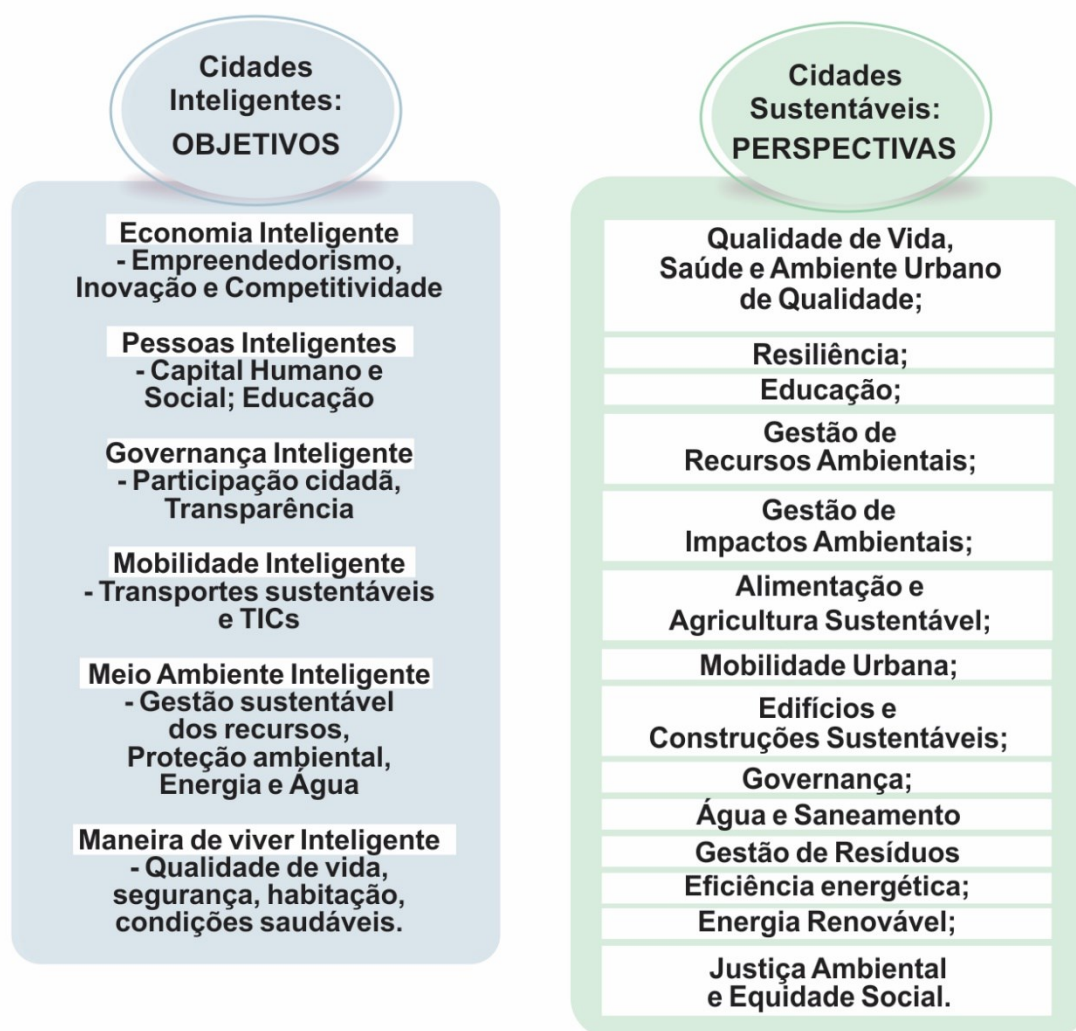 Cidades
Inteligentes:
OBJETIVOS
Economia Inteligente
- Empreendedorismo,
Inovação e Competitividade
Pessoas Inteligentes
- Capital Humano e
Social; Educação
Governança Inteligente
- Participação cidadã,
Transparência
Mobilidade Inteligente
- Transportes sustentáveis
e TICs
Meio Ambiente Inteligente
- Gestão sustentável
dos recursos,
Proteção ambiental,
Energia e Água
Maneira de viver Inteligente
- Qualidade de vida,
segurança, habitação,
condições saudáveis.
Cidades
Sustentáveis:
PERSPECTIVAS
Qualidade de Vida,
Saúde e Ambiente Urbano
de Qualidade;
Resiliência;
Educação;
Gestão de
Recursos Ambientais;
Gestão de
Impactos Ambientais;
Alimentação e
Agricultura Sustentável;
Mobilidade Urbana;
Edifícios e
Construções Sustentáveis;
Governança;
Água e Saneamento
Gestão de Resíduos
Eficiência energética;
Energia Renovável;
Justiça Ambiental
e Equidade Social.